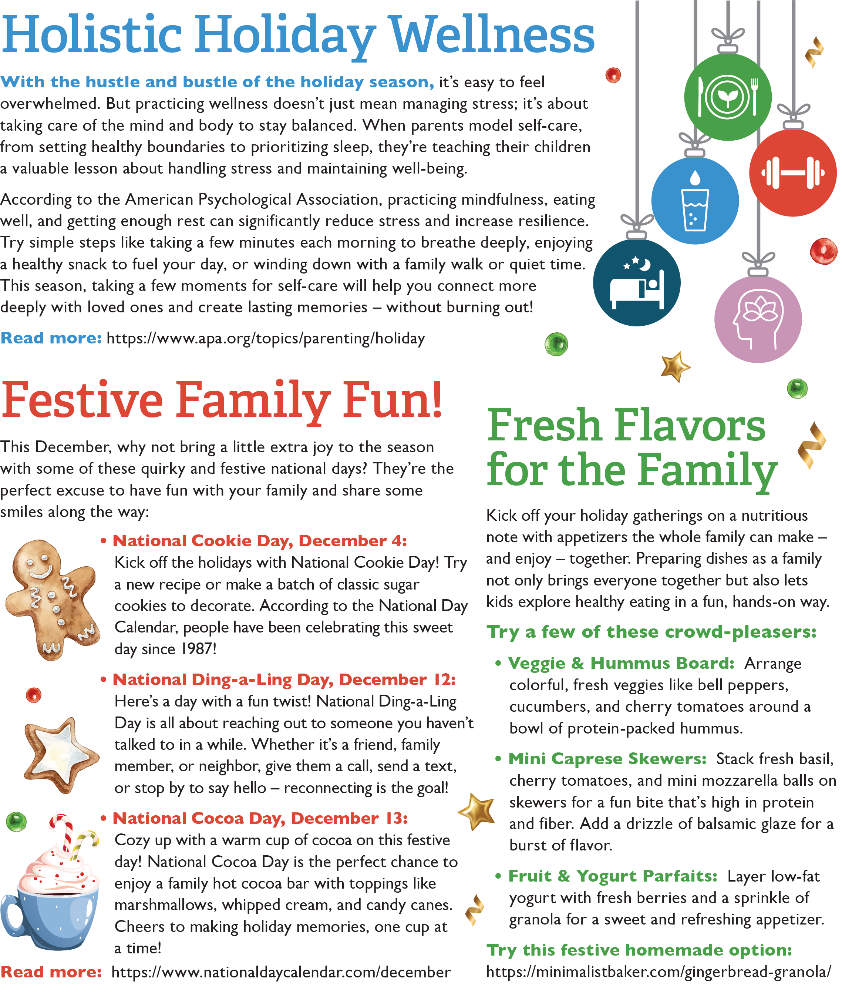 Holistic Holiday Wellness
With the hustle and bustle of the holiday season, it’s easy to feel
overwhelmed. But practicing wellness doesn’t just mean managing stress; it’s about
taking care of the mind and body to stay balanced. When parents model self-care,
from setting healthy boundaries to prioritizing sleep, they’re teaching their children
a valuable lesson about handling stress and maintaining well-being.
According to the American Psychological Association, practicing mindfulness, eating
well, and getting enough rest can significantly reduce stress and increase resilience.
Try simple steps like taking a few minutes each morning to breathe deeply, enjoying
a healthy snack to fuel your day, or winding down with a family walk or quiet time.
This season, taking a few moments for self-care will help you connect more
deeply with loved ones and create lasting memories – without burning out!
Read more: https://www.apa.org/topics/parenting/holiday
Festive Family Fun!
This December, why not bring a little extra joy to the season
with some of these quirky and festive national days? They’re the
perfect excuse to have fun with your family and share some
smiles along the way:
• National Cookie Day, December 4:
Kick off the holidays with National Cookie Day! Try
a new recipe or make a batch of classic sugar
cookies to decorate. According to the National Day
Calendar, people have been celebrating this sweet
day since 1987!
• National Ding-a-Ling Day, December 12:
Here’s a day with a fun twist! National Ding-a-Ling
Day is all about reaching out to someone you haven’t
talked to in a while. Whether it’s a friend, family
member, or neighbor, give them a call, send a text,
or stop by to say hello – reconnecting is the goal!
• National Cocoa Day, December 13:
Cozy up with a warm cup of cocoa on this festive
day! National Cocoa Day is the perfect chance to
enjoy a family hot cocoa bar with toppings like
marshmallows, whipped cream, and candy canes.
Cheers to making holiday memories, one cup at
a time!
Read more: https://www.nationaldaycalendar.com/december
Fresh Flavors
for the Family
Kick off your holiday gatherings on a nutritious
note with appetizers the whole family can make –
and enjoy – together. Preparing dishes as a family
not only brings everyone together but also lets
kids explore healthy eating in a fun, hands-on way.
Try a few of these crowd-pleasers:
• Veggie & Hummus Board: Arrange
colorful, fresh veggies like bell peppers,
cucumbers, and cherry tomatoes around a
bowl of protein-packed hummus.
• Mini Caprese Skewers: Stack fresh basil,
cherry tomatoes, and mini mozzarella balls on
skewers for a fun bite that’s high in protein
and fiber. Add a drizzle of balsamic glaze for a
burst of flavor.
• Fruit & Yogurt Parfaits: Layer low-fat
yogurt with fresh berries and a sprinkle of
granola for a sweet and refreshing appetizer.
Try this festive homemade option:
https://minimalistbaker.com/gingerbread-granola/